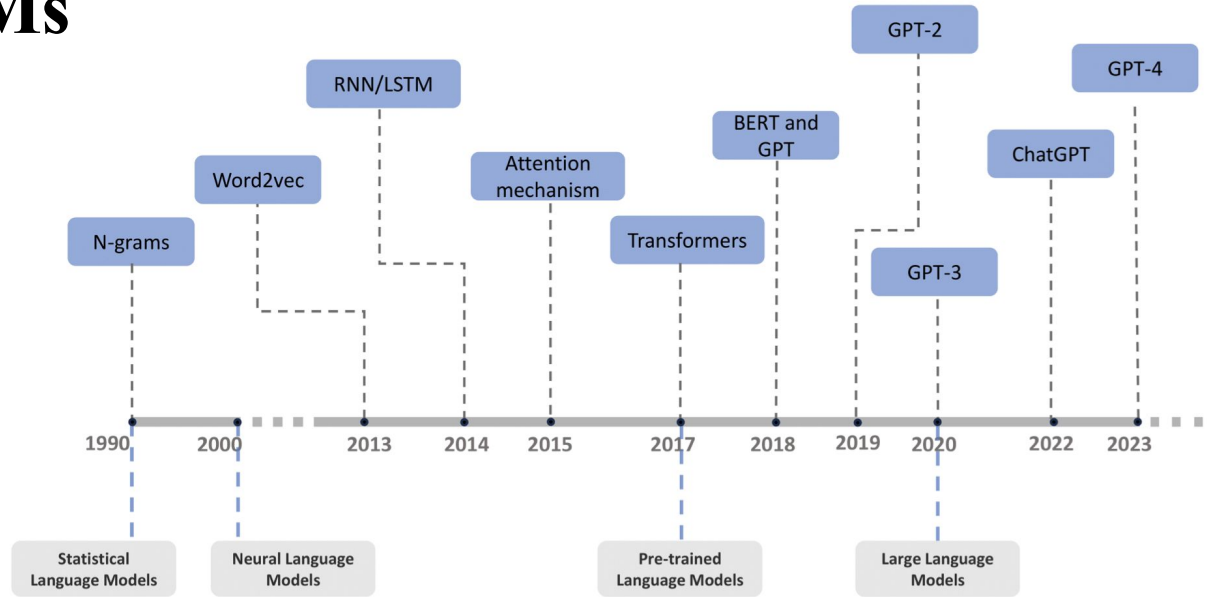 Ms
GPT-2
GPT-4
RNN/LSTM
BERT and
GPT
ChatGPT
Attention
mechanism
Word2vec
N-grams
Transformers
GPT-3
1990
2000
2013
2014
2015
2017
2018
2019
2020
2022
2023
Statistical
Language Models
Neural Language
Models
Pre-trained
Language Models
Large Language
Models